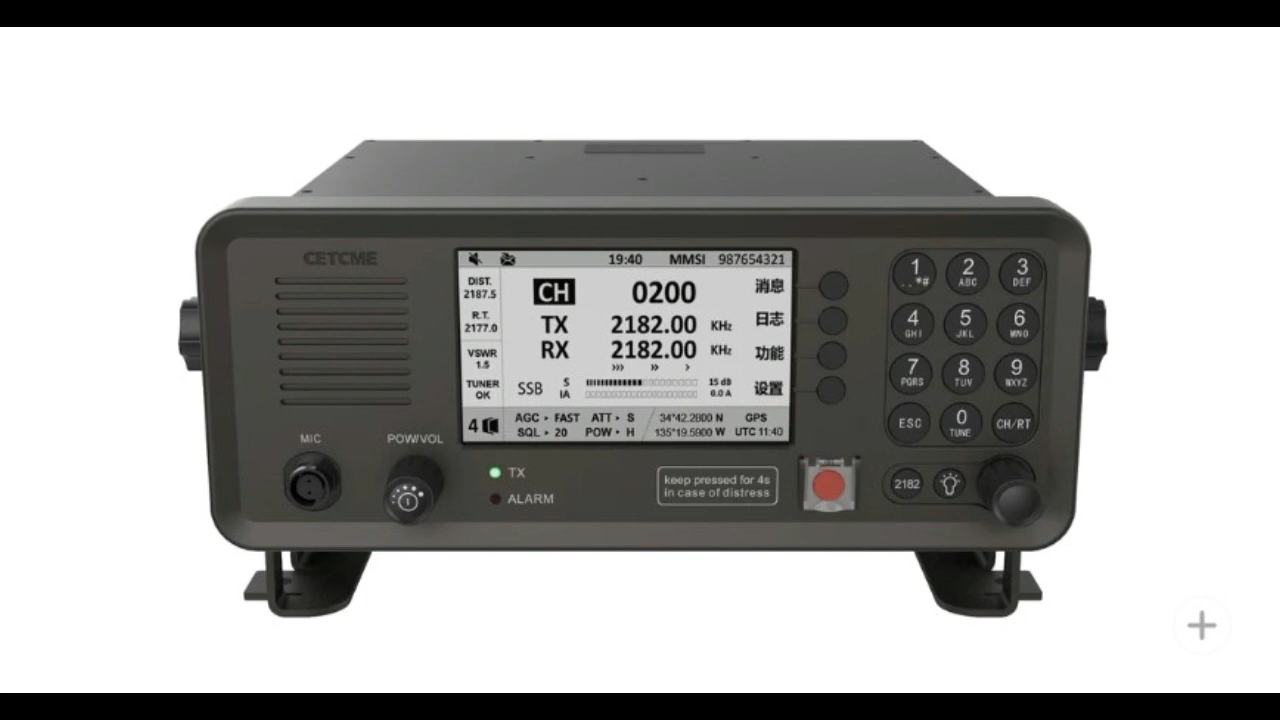 CETCME
19:40 MMSI 987654321
DIST.
2187.5
R.T.
2177.0
VSWR
1.5
TUNER
OK
4
CH 0200
TX 2182.00 KHz
RX 2182.00 KHz
››› ›› ›
SSB S 15 dB
IA 0.0 A
消息
日志
功能
设置
AGC ▸ FAST ATT ▸ S 34°42.2800 N GPS
SQL ▸ 20 POW ▸ H 135°19.5900 W UTC 11:40
MIC
POW/VOL
TX
ALARM
keep pressed for 4s
in case of distress
1 2 3
..*# ABC DEF
4 5 6
GHI JKL MNO
7 8 9
PQRS TUV WXYZ
ESC 0 CH/RT
TUNE
2182